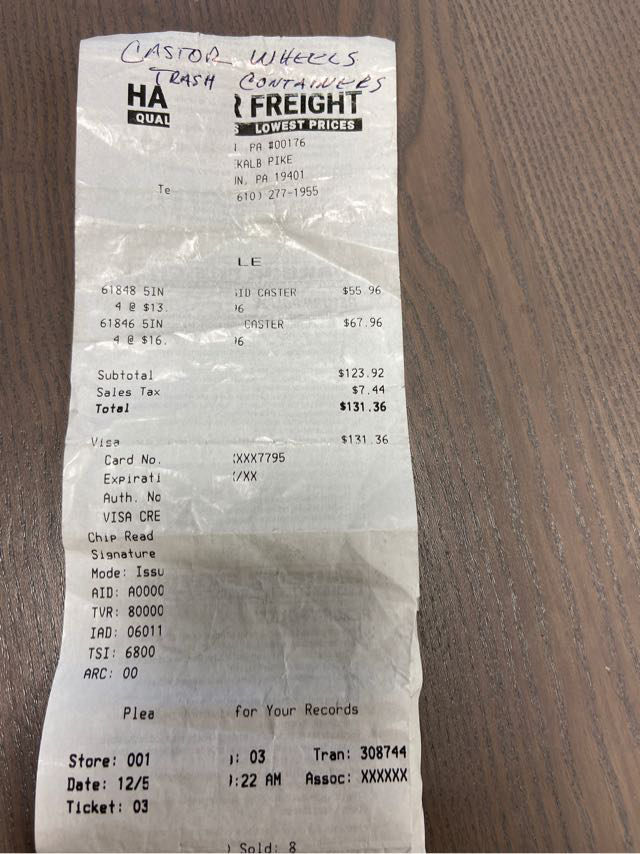 CASTOR WHEELS
TRASH CONTAINERS
HA R FREIGHT
QUAL S LOWEST PRICES
PA #00176
KALB PIKE
IN, PA 19401
Te 610) 277-1955
LE
61848 5IN ID CASTER $55.96
4 @ $13. 96
61846 5IN CASTER $67.96
4 @ $16. 96
Subtotal $123.92
Sales Tax $7.44
Total $131.36
Visa $131.36
Card No. XXX7795
Expirati /XX
Auth. No
VISA CRE
Chip Read
Signature
Mode: Issu
AID: A0000
TVR: 80000
IAD: 06011
TSI: 6800
ARC: 00
Plea for Your Records
Store: 001 ): 03 Tran: 308744
Date: 12/5 :22 AM Assoc: XXXXXX
Ticket: 03
) Sold: 8